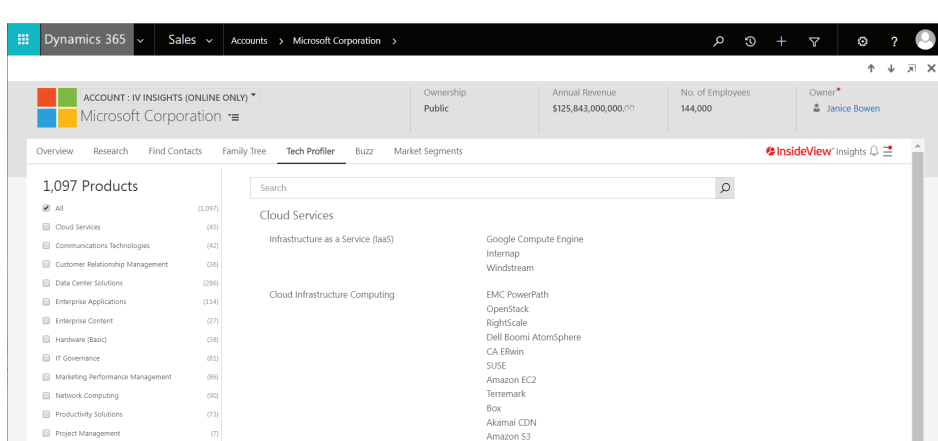 Dynamics 365 Sales Accounts > Microsoft Corporation >
ACCOUNT : IV INSIGHTS (ONLINE ONLY)
Microsoft Corporation
Ownership
Public
Annual Revenue
$125,843,000,000.00
No. of Employees
144,000
Owner*
Janice Bowen
Overview Research Find Contacts Family Tree Tech Profiler Buzz Market Segments
InsideView Insights
1,097 Products
All (1,097)
Cloud Services (45)
Communications Technologies (42)
Customer Relationship Management (36)
Data Center Solutions (286)
Enterprise Applications (114)
Enterprise Content (27)
Hardware (Basic) (38)
IT Governance (81)
Marketing Performance Management (86)
Network Computing (90)
Productivity Solutions (73)
Project Management (7)
Search
Cloud Services
Infrastructure as a Service (IaaS)
Google Compute Engine
Internap
Windstream
Cloud Infrastructure Computing
EMC PowerPath
OpenStack
RightScale
Dell Boomi AtomSphere
CA ERwin
SUSE
Amazon EC2
Terremark
Box
Akamai CDN
Amazon S3